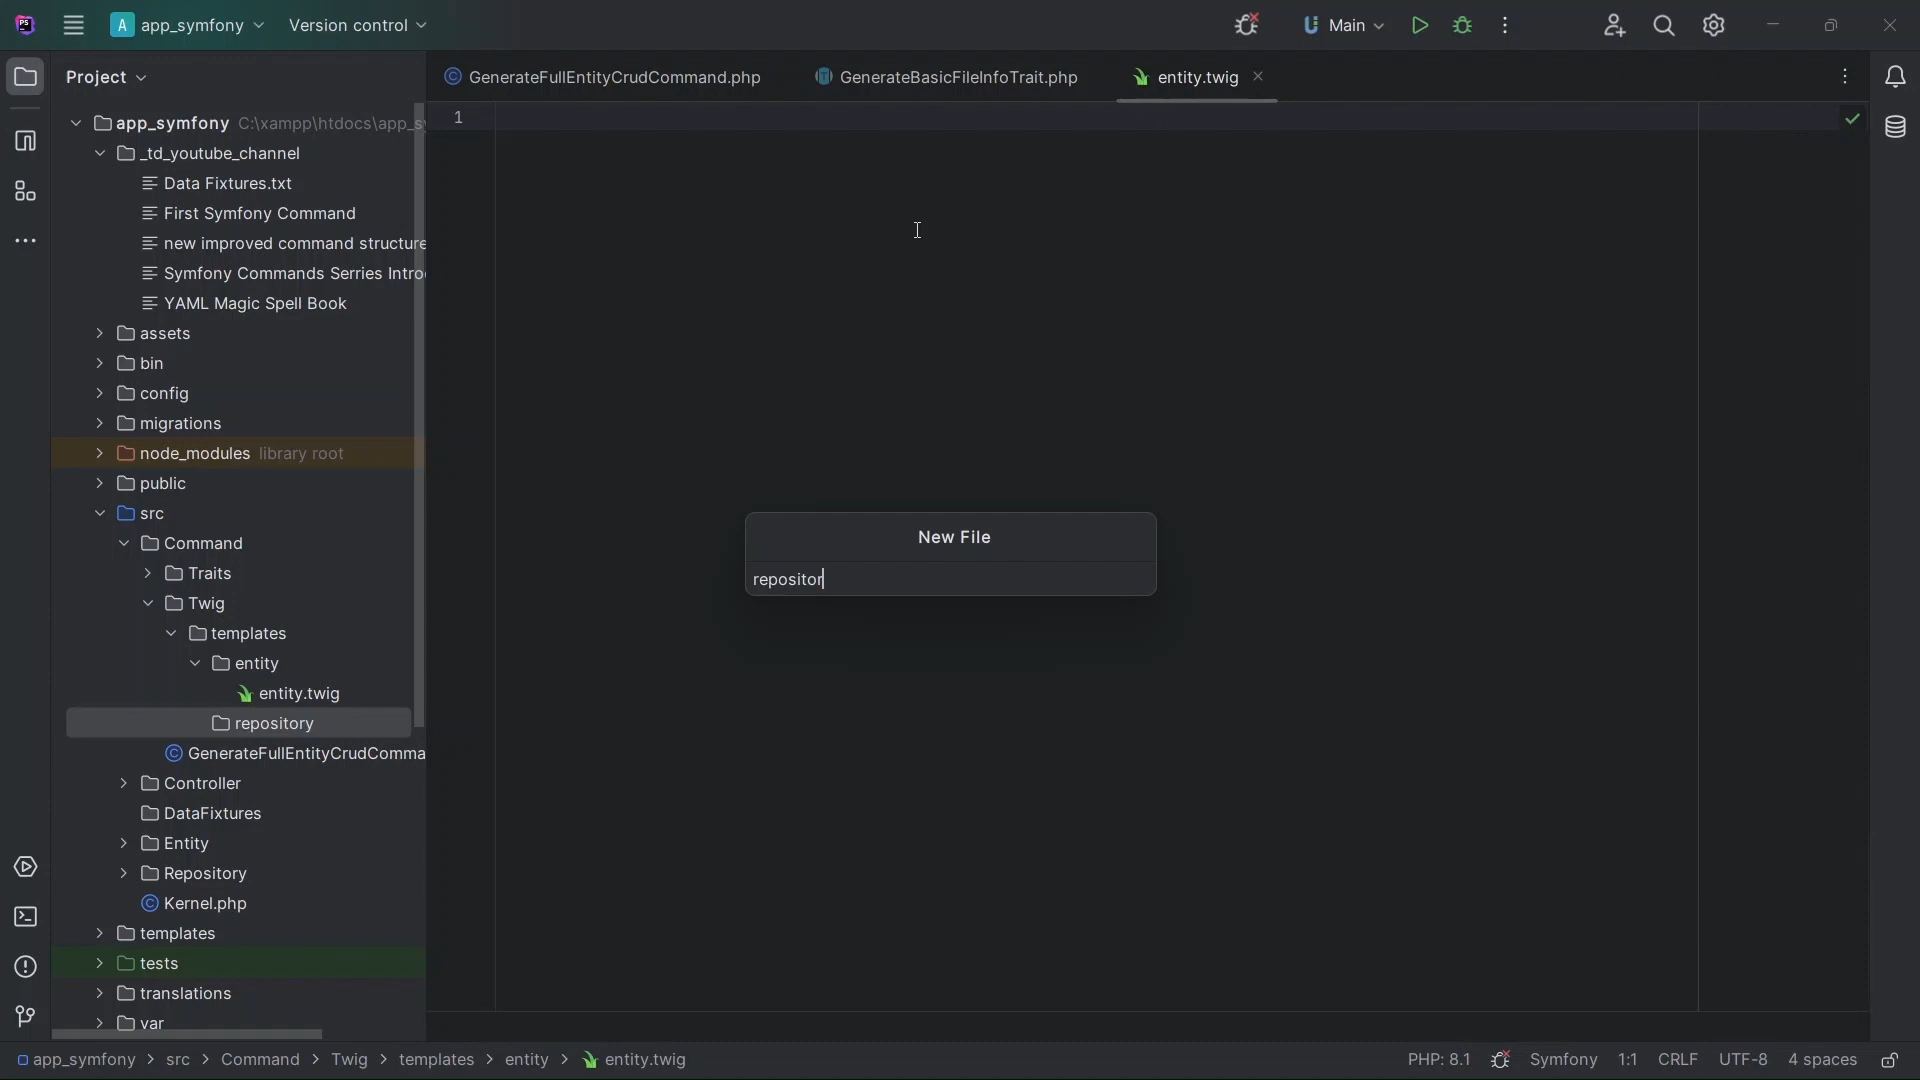 A app_symfony
Version control
Main
Project
GenerateFullEntityCrudCommand.php
GenerateBasicFileInfoTrait.php
entity.twig
1
app_symfony C:\xampp\htdocs\app_s
_td_youtube_channel
Data Fixtures.txt
First Symfony Command
new improved command structure
Symfony Commands Serries Intro
YAML Magic Spell Book
assets
bin
config
migrations
node_modules library root
public
src
Command
Traits
Twig
templates
entity
entity.twig
repository
GenerateFullEntityCrudComma
Controller
DataFixtures
Entity
Repository
Kernel.php
templates
tests
translations
var
New File
repositor
app_symfony > src > Command > Twig > templates > entity > entity.twig
PHP: 8.1 Symfony 1:1 CRLF UTF-8 4 spaces